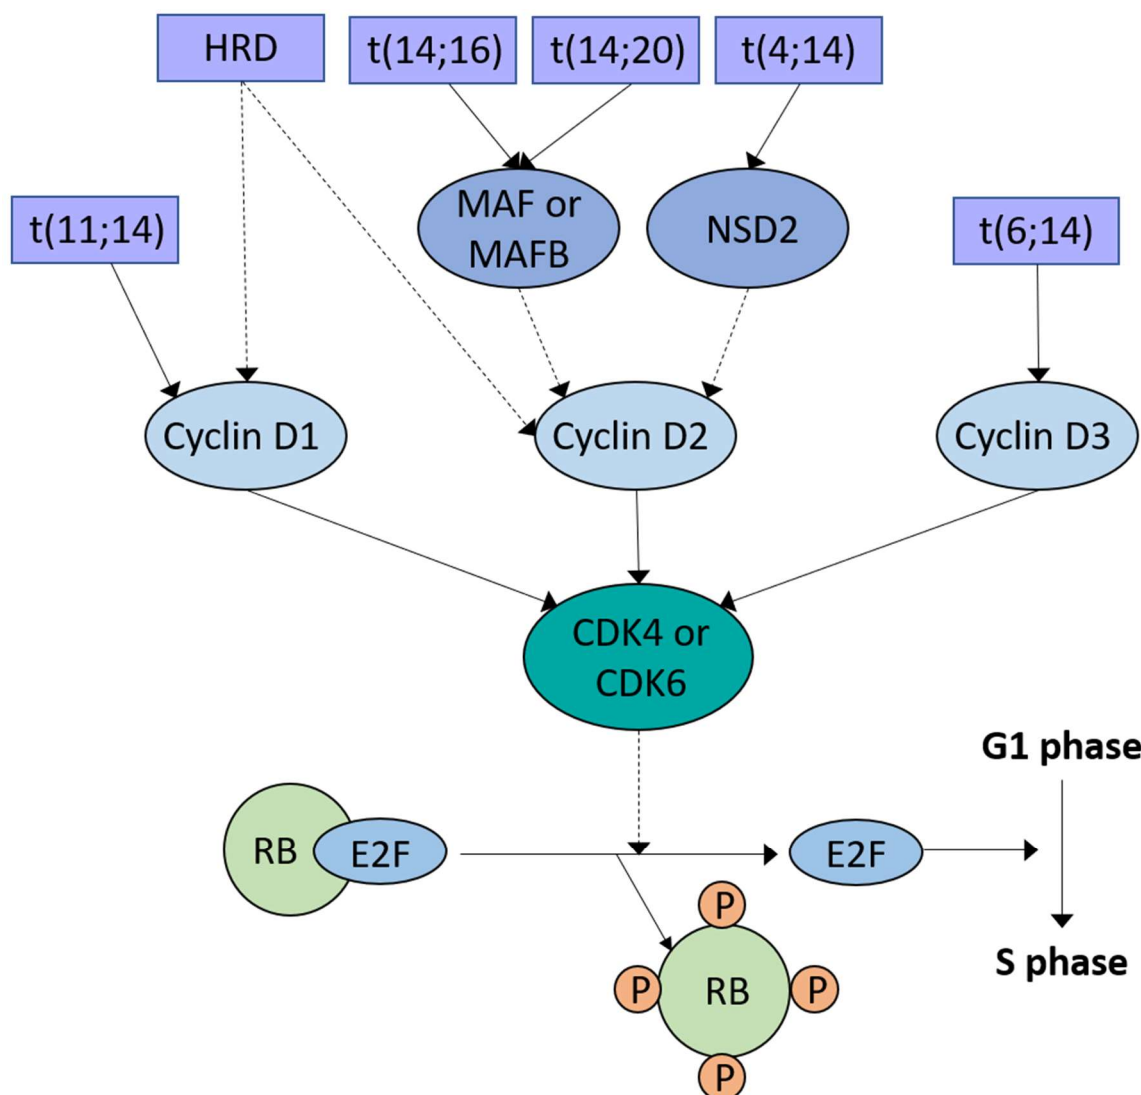 HRD
t(14;16)
t(14;20)
t(4;14)
t(11;14)
MAF or
MAFB
NSD2
t(6;14)
Cyclin D1
Cyclin D2
Cyclin D3
CDK4 or
CDK6
G1 phase
RB
E2F
E2F
P
S phase
P
RB
P
P